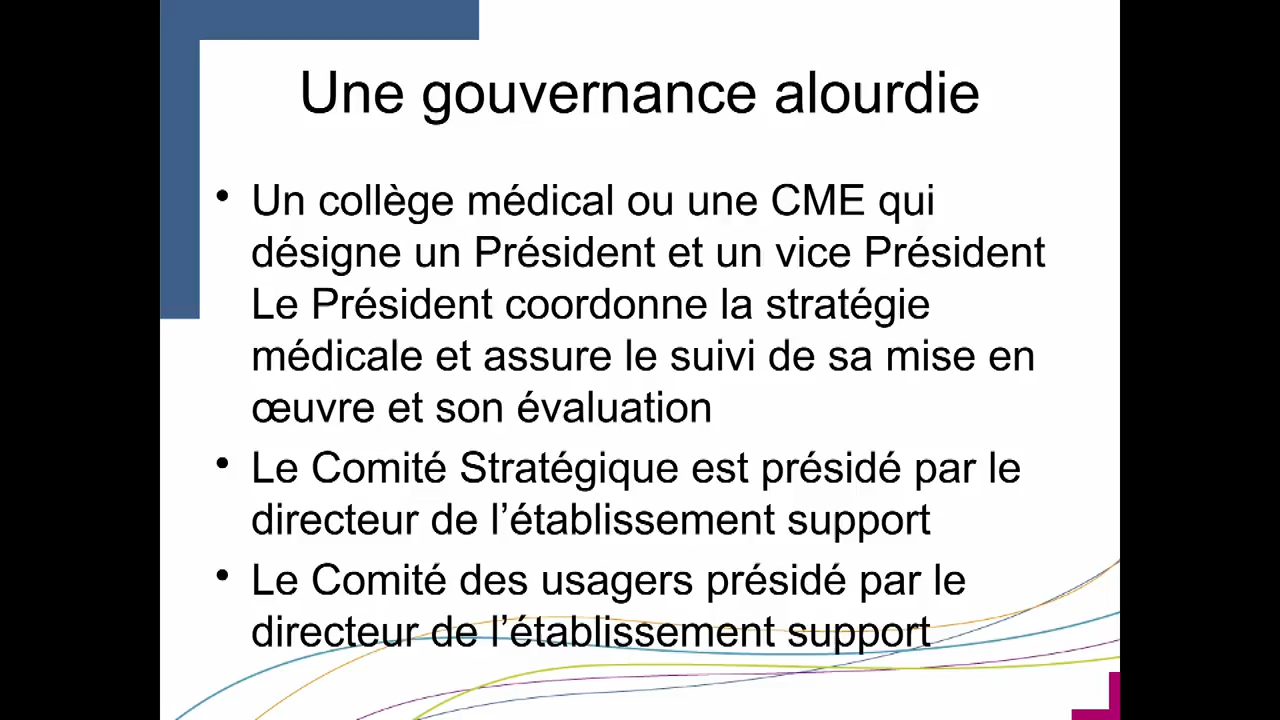 Une gouvernance alourdie
• Un collège médical ou une CME qui
désigne un Président et un vice Président
Le Président coordonne la stratégie
médicale et assure le suivi de sa mise en
œuvre et son évaluation
• Le Comité Stratégique est présidé par le
directeur de l’établissement support
• Le Comité des usagers présidé par le
directeur de l’établissement support